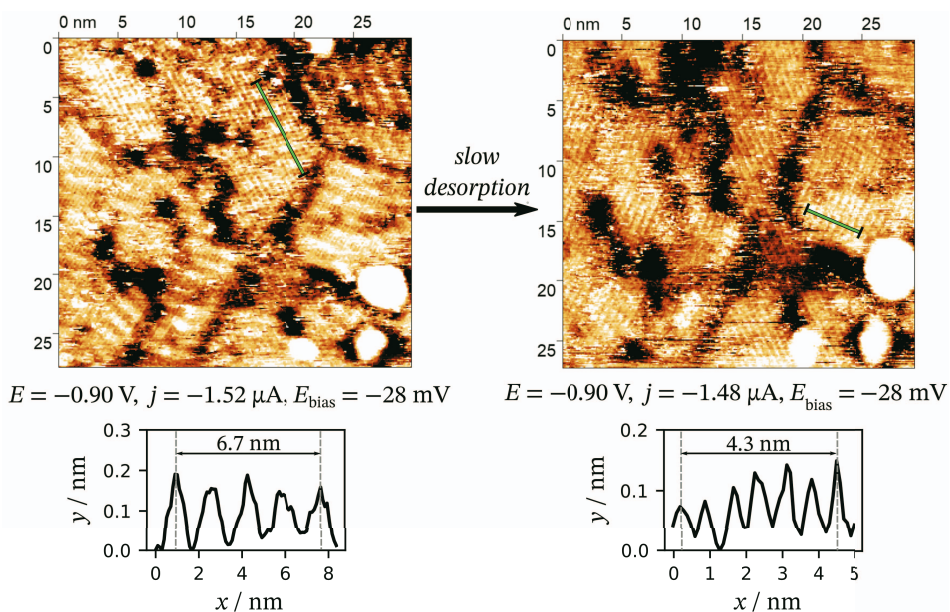 0 nm 5 10 15 20 25
0
5
10
15
20
25
slow
desorption
0 nm 5 10 15 20 25
0
5
10
15
20
25
E = −0.90 V, j = −1.52 μA, E_bias = −28 mV
E = −0.90 V, j = −1.48 μA, E_bias = −28 mV
0.3
0.2
0.1
0.0
y / nm
6.7 nm
0 2 4 6 8
x / nm
0.2
0.1
0.0
y / nm
4.3 nm
0 1 2 3 4 5
x / nm